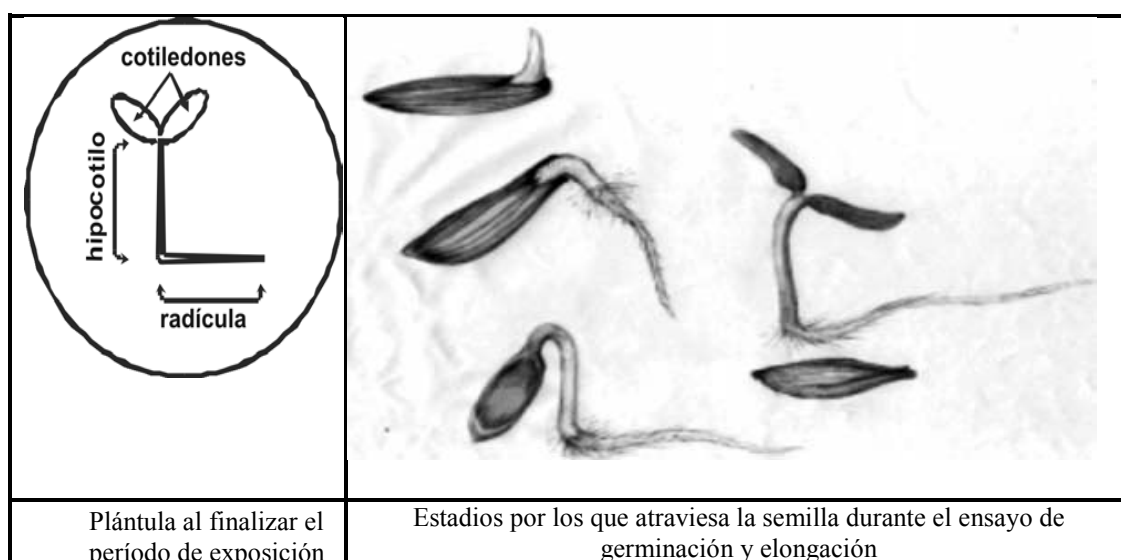 cotiledones
hipocotilo
radícula
Plántula al finalizar el
período de exposición
Estadios por los que atraviesa la semilla durante el ensayo de
germinación y elongación